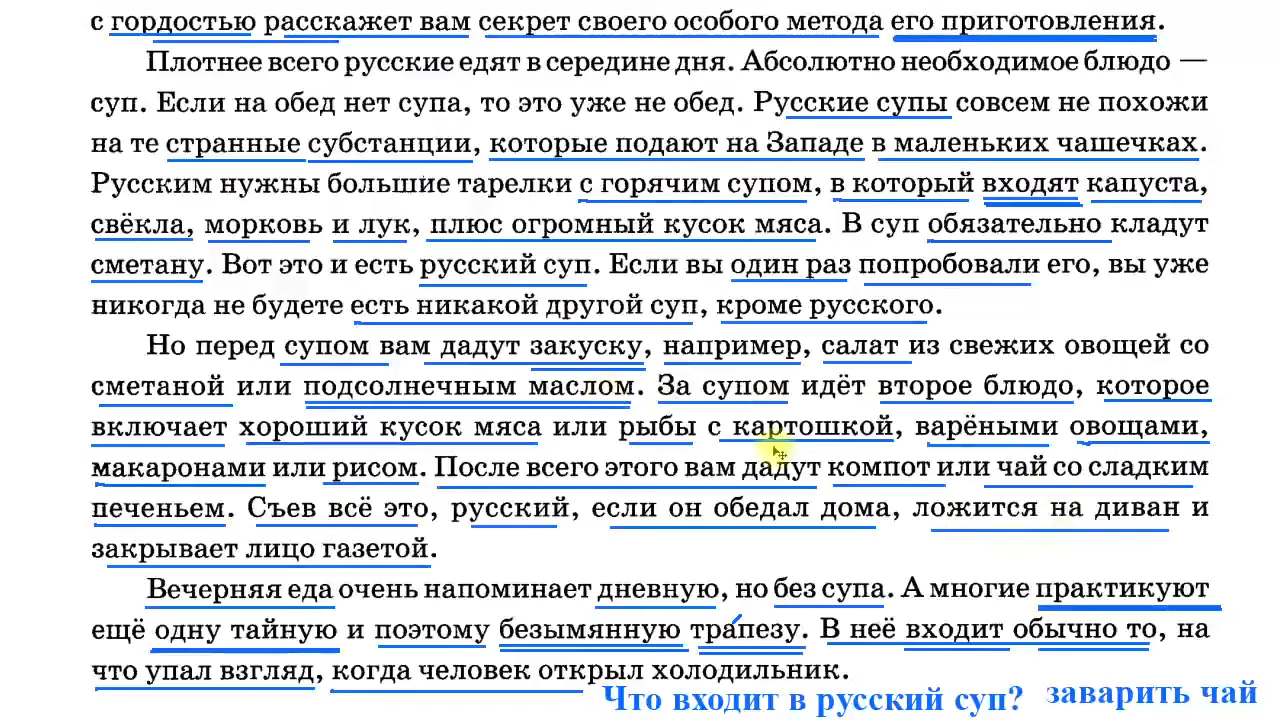 с гордостью расскажет вам секрет своего особого метода его приготовления.
Плотнее всего русские едят в середине дня. Абсолютно необходимое блюдо —
суп. Если на обед нет супа, то это уже не обед. Русские супы совсем не похожи
на те странные субстанции, которые подают на Западе в маленьких чашечках.
Русским нужны большие тарелки с горячим супом, в который входят капуста,
свёкла, морковь и лук, плюс огромный кусок мяса. В суп обязательно кладут
сметану. Вот это и есть русский суп. Если вы один раз попробовали его, вы уже
никогда не будете есть никакой другой суп, кроме русского.
Но перед супом вам дадут закуску, например, салат из свежих овощей со
сметаной или подсолнечным маслом. За супом идёт второе блюдо, которое
включает хороший кусок мяса или рыбы с картошкой, варёными овощами,
макаронами или рисом. После всего этого вам дадут компот или чай со сладким
печеньем. Съев всё это, русский, если он обедал дома, ложится на диван и
закрывает лицо газетой.
Вечерняя еда очень напоминает дневную, но без супа. А многие практикуют
ещё одну тайную и поэтому безымянную трапезу. В неё входит обычно то, на
что упал взгляд, когда человек открыл холодильник.
Что входит в русский суп? заварить чай